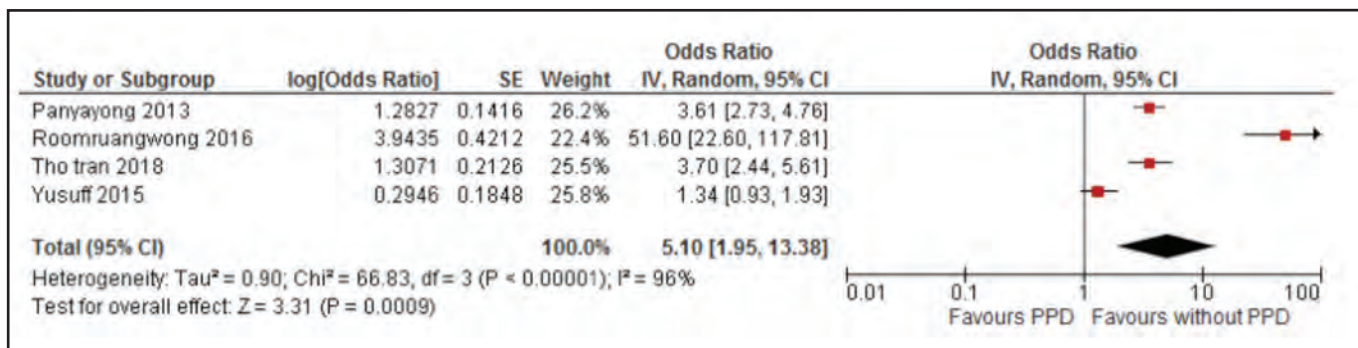 Odds Ratio Odds Ratio
Study or Subgroup log[Odds Ratio] SE Weight IV, Random, 95% CI IV, Random, 95% CI
Panyayong 2013 1.2827 0.1416 26.2% 3.61 [2.73, 4.76]
Roomruangwong 2016 3.9435 0.4212 22.4% 51.60 [22.60, 117.81]
Tho tran 2018 1.3071 0.2126 25.5% 3.70 [2.44, 5.61]
Yusuff 2015 0.2946 0.1848 25.8% 1.34 [0.93, 1.93]
Total (95% CI) 100.0% 5.10 [1.95, 13.38]
Heterogeneity: Tau² = 0.90; Chi² = 66.83, df = 3 (P < 0.00001); I² = 96%
Test for overall effect: Z = 3.31 (P = 0.0009)
0.01 0.1 1 10 100
Favours PPD Favours without PPD